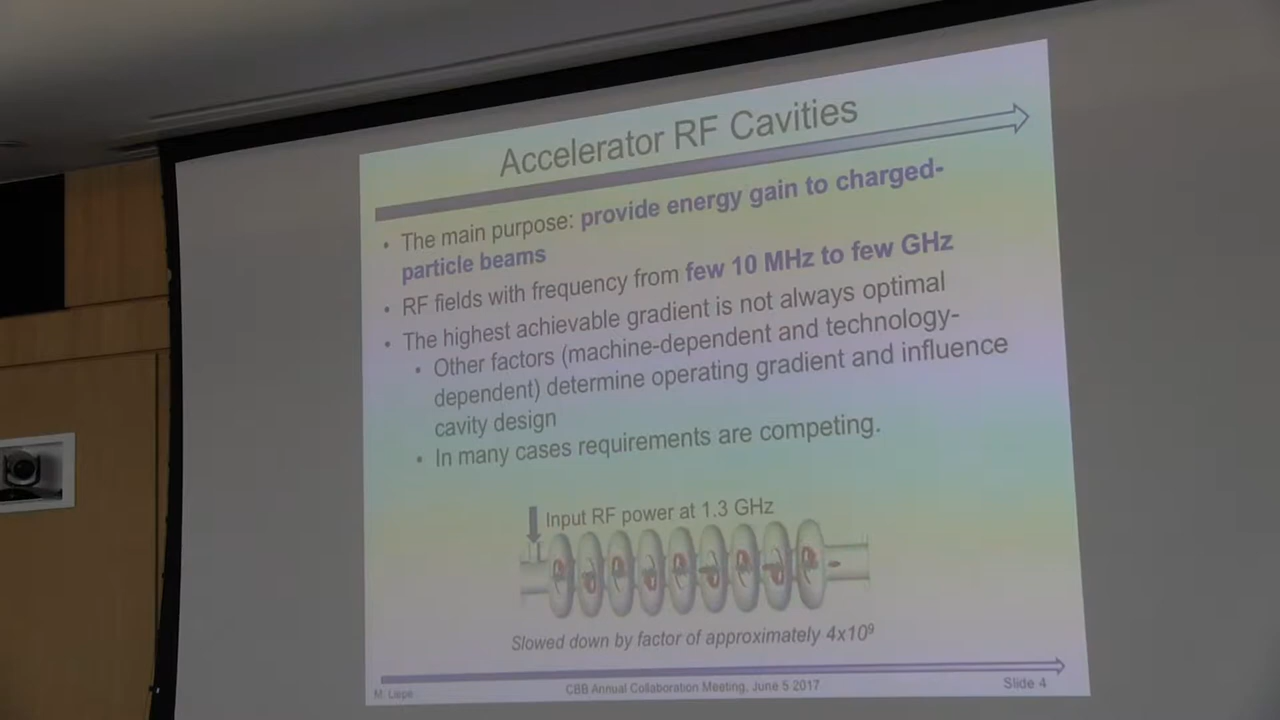 Accelerator RF Cavities
• The main purpose: provide energy gain to charged-
particle beams
• RF fields with frequency from few 10 MHz to few GHz
• The highest achievable gradient is not always optimal
• Other factors (machine-dependent and technology-
dependent) determine operating gradient and influence
cavity design
• In many cases requirements are competing.
Input RF power at 1.3 GHz
Slowed down by factor of approximately 4x10⁹
M. Liepe
CBB Annual Collaboration Meeting, June 5 2017
Slide 4